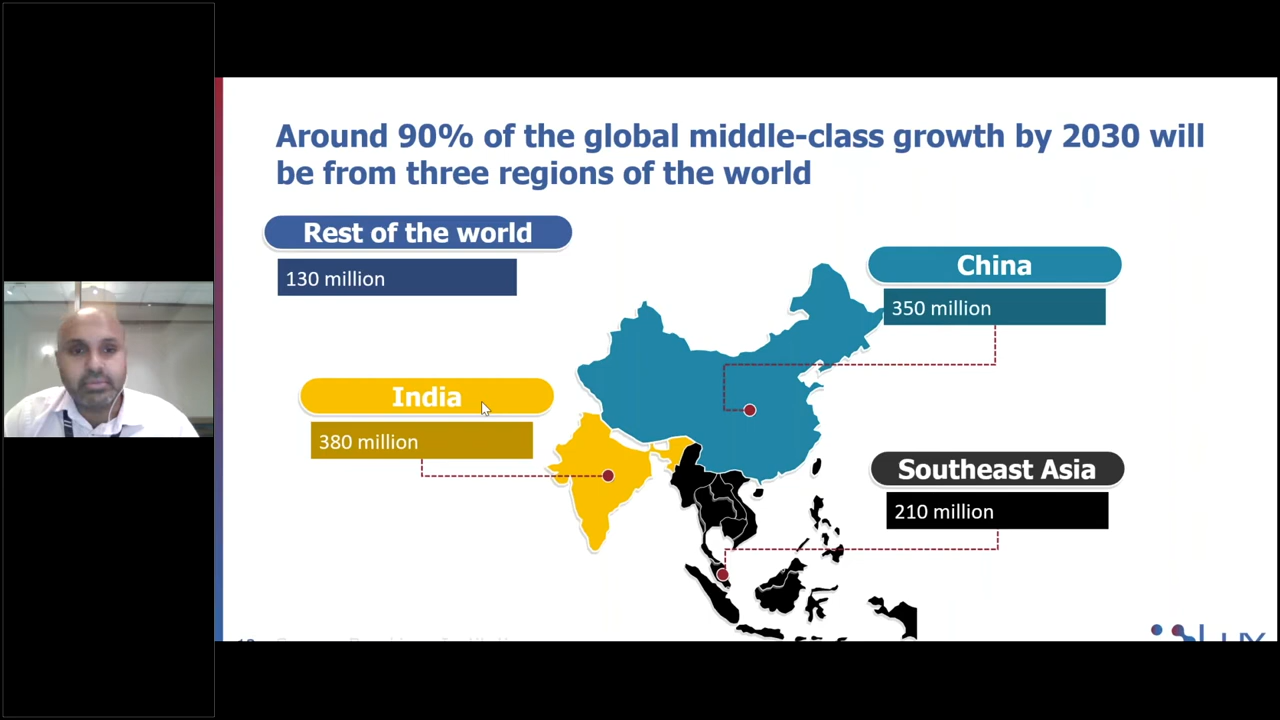 Around 90% of the global middle-class growth by 2030 will
be from three regions of the world
Rest of the world
130 million
China
350 million
India
380 million
Southeast Asia
210 million